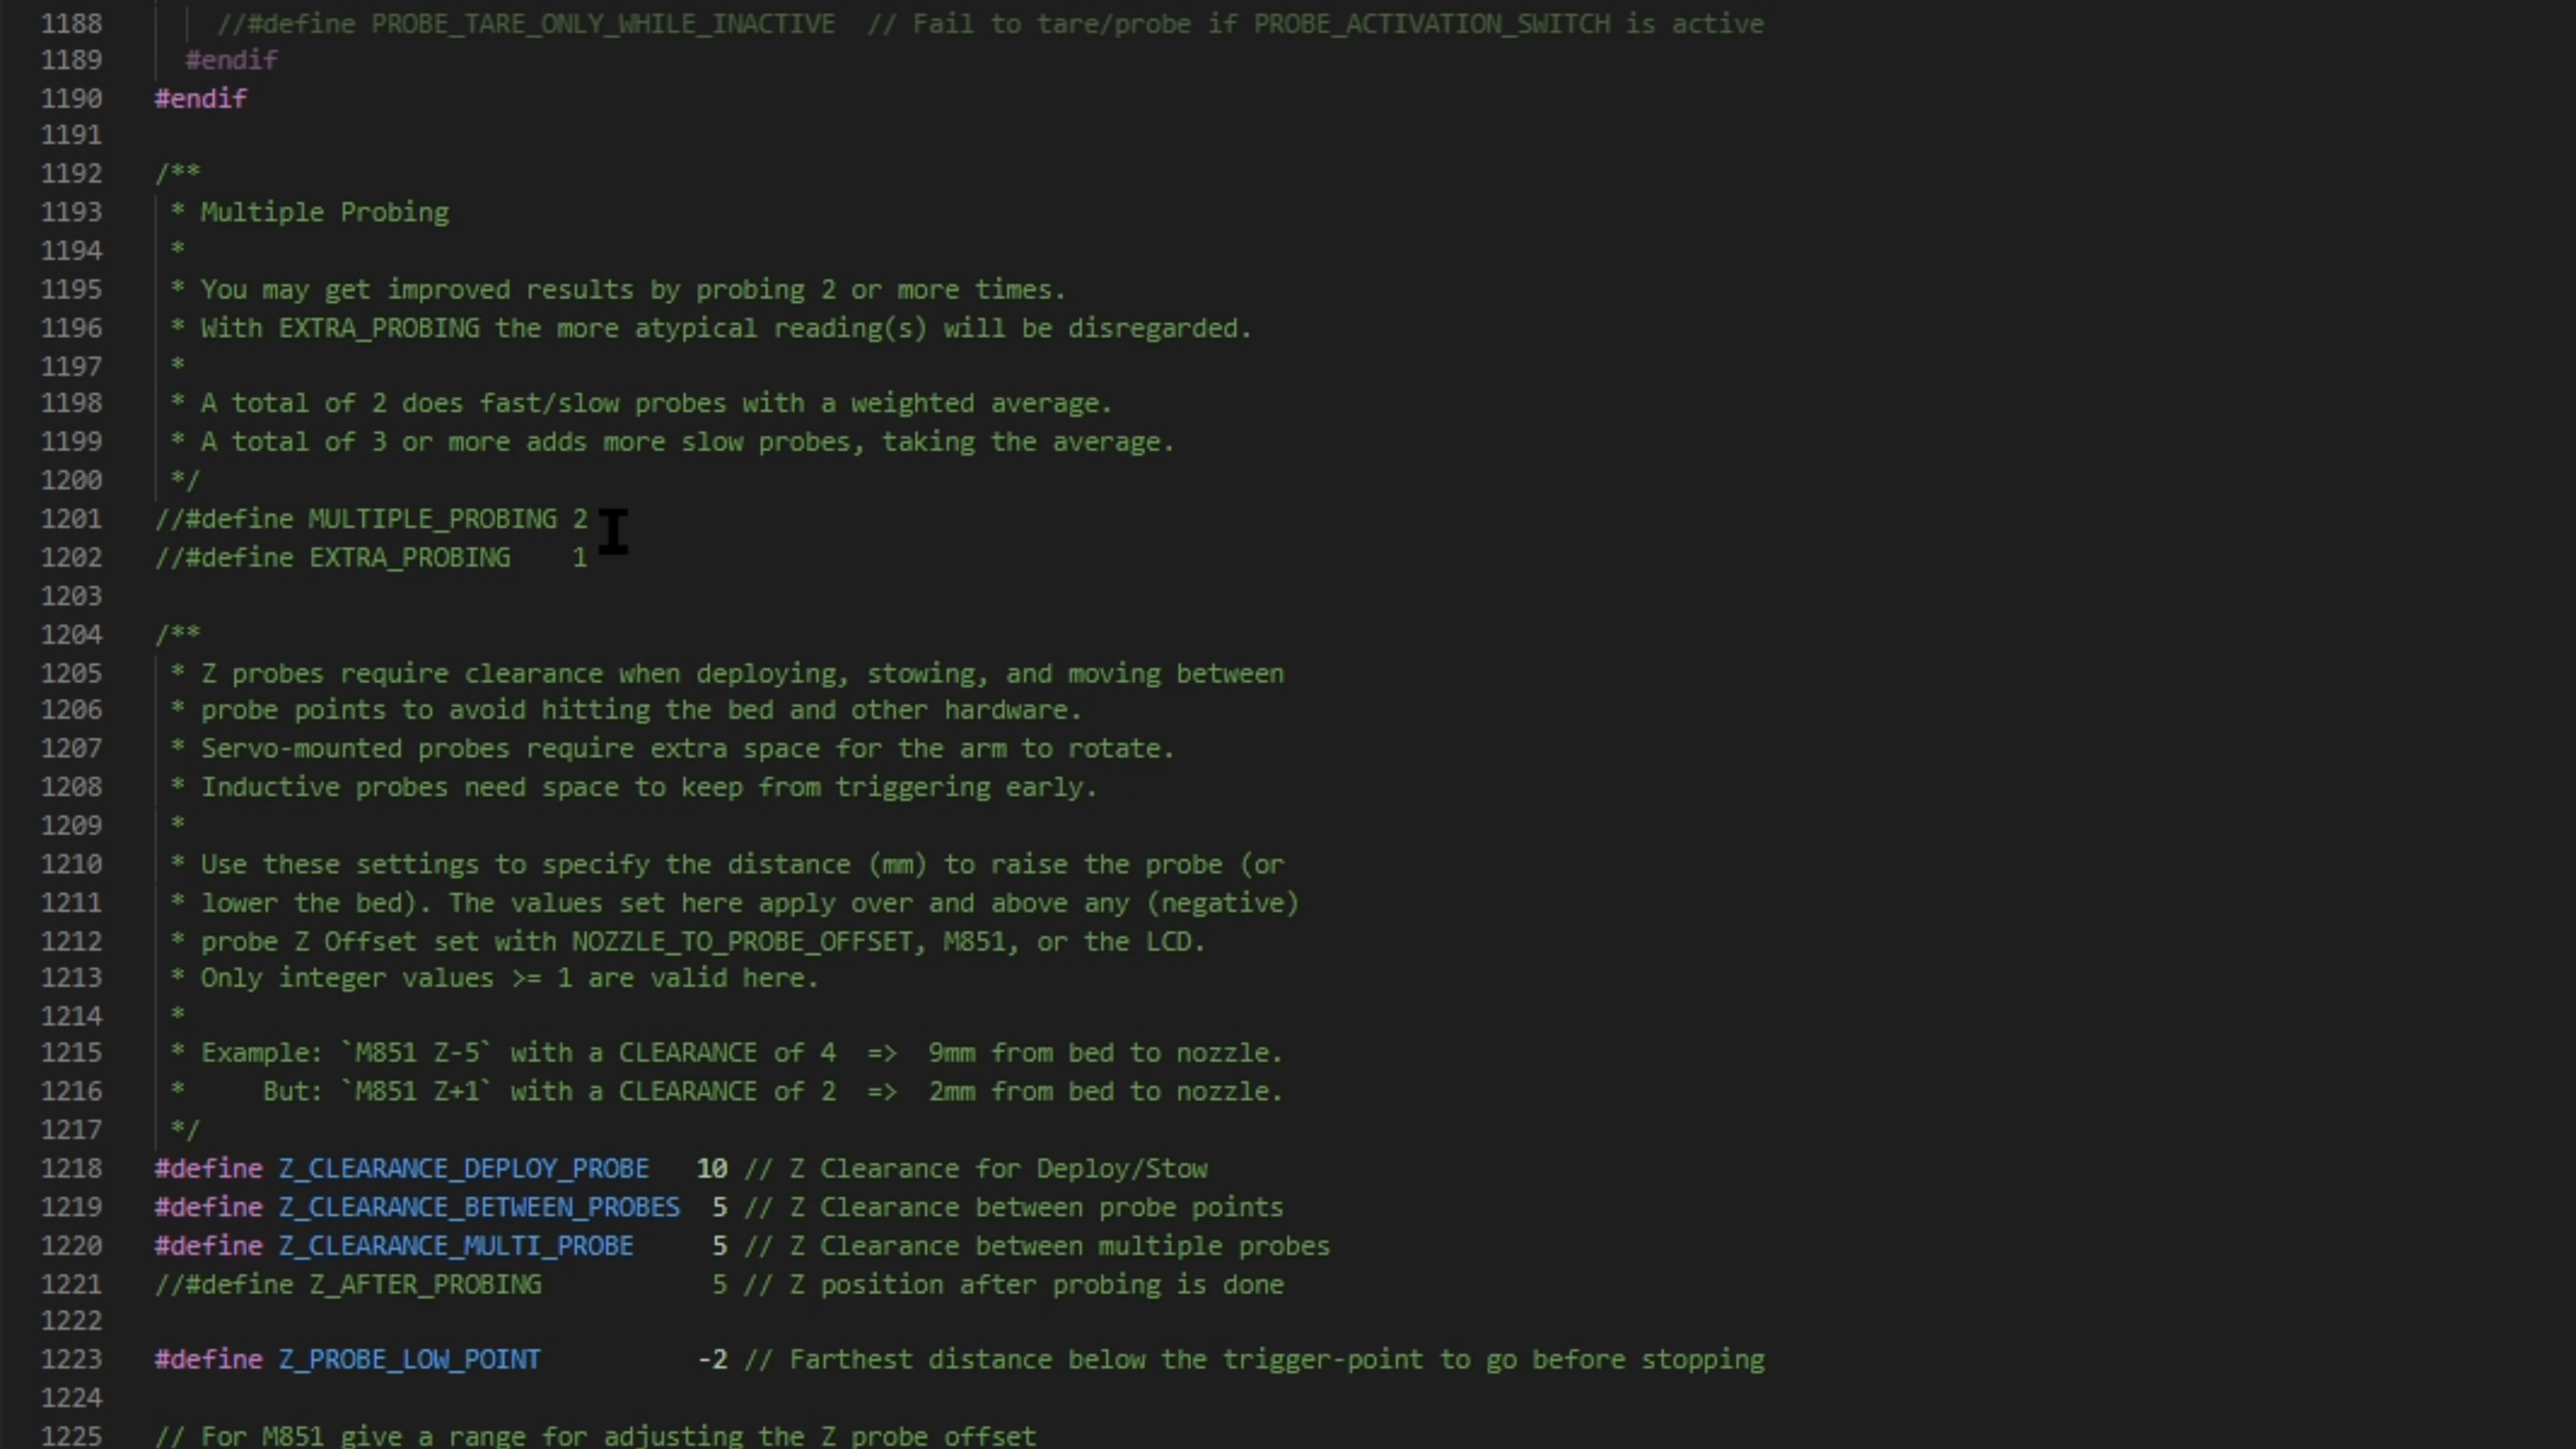 1188 //#define PROBE_TARE_ONLY_WHILE_INACTIVE // Fail to tare/probe if PROBE_ACTIVATION_SWITCH is active
1189 #endif
1190 #endif
1191
1192 /**
1193 * Multiple Probing
1194 *
1195 * You may get improved results by probing 2 or more times.
1196 * With EXTRA_PROBING the more atypical reading(s) will be disregarded.
1197 *
1198 * A total of 2 does fast/slow probes with a weighted average.
1199 * A total of 3 or more adds more slow probes, taking the average.
1200 */
1201 //#define MULTIPLE_PROBING 2
1202 //#define EXTRA_PROBING    1
1203
1204 /**
1205 * Z probes require clearance when deploying, stowing, and moving between
1206 * probe points to avoid hitting the bed and other hardware.
1207 * Servo-mounted probes require extra space for the arm to rotate.
1208 * Inductive probes need space to keep from triggering early.
1209 *
1210 * Use these settings to specify the distance (mm) to raise the probe (or
1211 * lower the bed). The values set here apply over and above any (negative)
1212 * probe Z Offset set with NOZZLE_TO_PROBE_OFFSET, M851, or the LCD.
1213 * Only integer values >= 1 are valid here.
1214 *
1215 * Example: `M851 Z-5` with a CLEARANCE of 4  =>  9mm from bed to nozzle.
1216 *     But: `M851 Z+1` with a CLEARANCE of 2  =>  2mm from bed to nozzle.
1217 */
1218 #define Z_CLEARANCE_DEPLOY_PROBE   10 // Z Clearance for Deploy/Stow
1219 #define Z_CLEARANCE_BETWEEN_PROBES  5 // Z Clearance between probe points
1220 #define Z_CLEARANCE_MULTI_PROBE     5 // Z Clearance between multiple probes
1221 //#define Z_AFTER_PROBING           5 // Z position after probing is done
1222
1223 #define Z_PROBE_LOW_POINT          -2 // Farthest distance below the trigger-point to go before stopping
1224
1225 // For M851 give a range for adjusting the Z probe offset